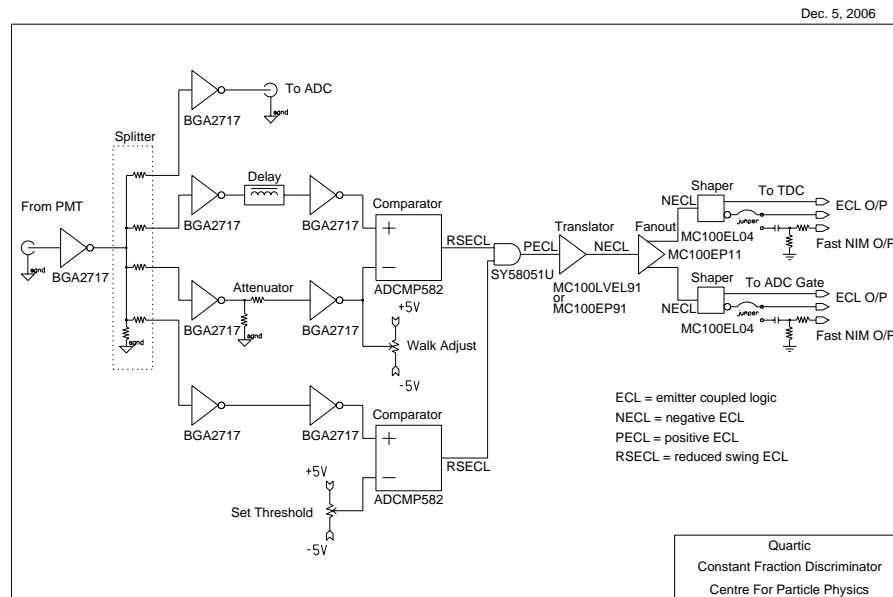 Dec. 5, 2006
To ADC
agnd
BGA2717
Splitter
Delay
From PMT
BGA2717
BGA2717
Comparator
+
−
ADCMP582
RSECL
agnd
BGA2717
Attenuator
BGA2717
agnd
BGA2717
agnd
+5V
Walk Adjust
-5V
SY58051U
PECL
Translator
MC100LVEL91
or
MC100EP91
NECL
Fanout
MC100EP11
NECL
Shaper
MC100EL04
To TDC
jumper
ECL O/P
Fast NIM O/P
NECL
Shaper
MC100EL04
To ADC Gate
jumper
ECL O/P
Fast NIM O/P
BGA2717
BGA2717
Comparator
+
−
ADCMP582
RSECL
+5V
Set Threshold
-5V
ECL = emitter coupled logic
NECL = negative ECL
PECL = positive ECL
RSECL = reduced swing ECL
Quartic
Constant Fraction Discriminator
Centre For Particle Physics